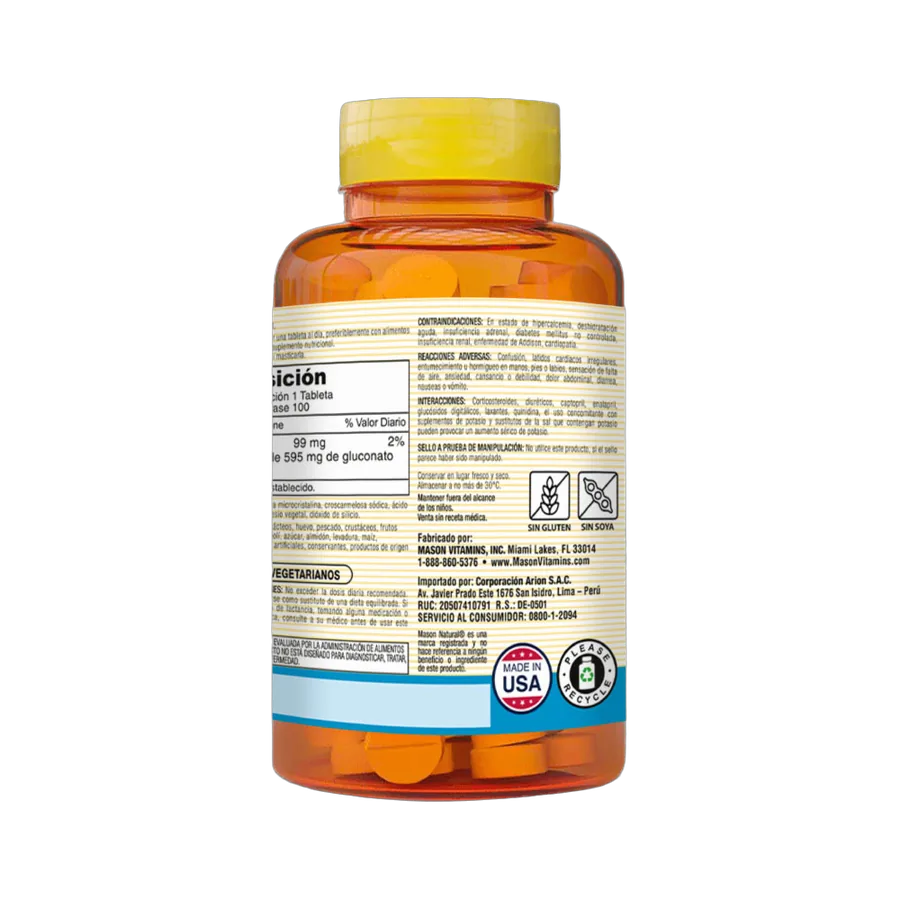 una tableta al día, preferiblemente con alimentos
suplemento nutricional.
masticarla.
sición
ción 1 Tableta
ase 100
ne % Valor Diario
99 mg 2%
de 595 mg de gluconato
stablecido.
microcristalina, croscarmelosa sódica, ácido
vegetal, dióxido de silicio.
lácteos, huevo, pescado, crustáceos, frutos
azúcar, almidón, levadura, maíz,
artificiales, conservantes, productos de origen
VEGETARIANOS
ES: No exceder la dosis diaria recomendada.
se como sustituto de una dieta equilibrada. Si
de lactancia, tomando alguna medicación o
consulte a su médico antes de usar este
EVALUADA POR LA ADMINISTRACIÓN DE ALIMENTOS
TO NO ESTÁ DISEÑADO PARA DIAGNOSTICAR, TRATAR,
FERMEDAD.
CONTRAINDICACIONES: En estado de hipercalcemia, deshidratación
aguda, insuficiencia adrenal, diabetes mellitus no controlada,
insuficiencia renal, enfermedad de Addison, cardiopatía.
REACCIONES ADVERSAS: Confusión, latidos cardíacos irregulares,
entumecimiento u hormigueo en manos, pies o labios, sensación de falta
de aire, ansiedad, cansancio o debilidad, dolor abdominal, diarrea,
nauseas o vómito.
INTERACCIONES: Corticosteroides, diuréticos, captopril, enalapril,
glucósidos digitálicos, laxantes, quinidina, el uso concomitante con
suplementos de potasio y sustitutos de la sal que contengan potasio
pueden provocar un aumento sérico de potasio.
SELLO A PRUEBA DE MANIPULACIÓN: No utilice este producto, si el sello
parece haber sido manipulado.
Conservar en lugar fresco y seco.
Almacenar a no más de 30°C.
Mantener fuera del alcance
de los niños.
Venta sin receta médica.
SIN GLUTEN SIN SOYA
Fabricado por:
MASON VITAMINS, INC. Miami Lakes, FL 33014
1-888-860-5376 • www.MasonVitamins.com
Importado por: Corporación Arion S.A.C.
Av. Javier Prado Este 1676 San Isidro, Lima – Perú
RUC: 20507410791 R.S.: DE-0501
SERVICIO AL CONSUMIDOR: 0800-1-2094
Mason Natural® es una
marca registrada y no
hace referencia a ningún
beneficio o ingrediente
de este producto.
MADE IN
USA
PLEASE
RECYCLE